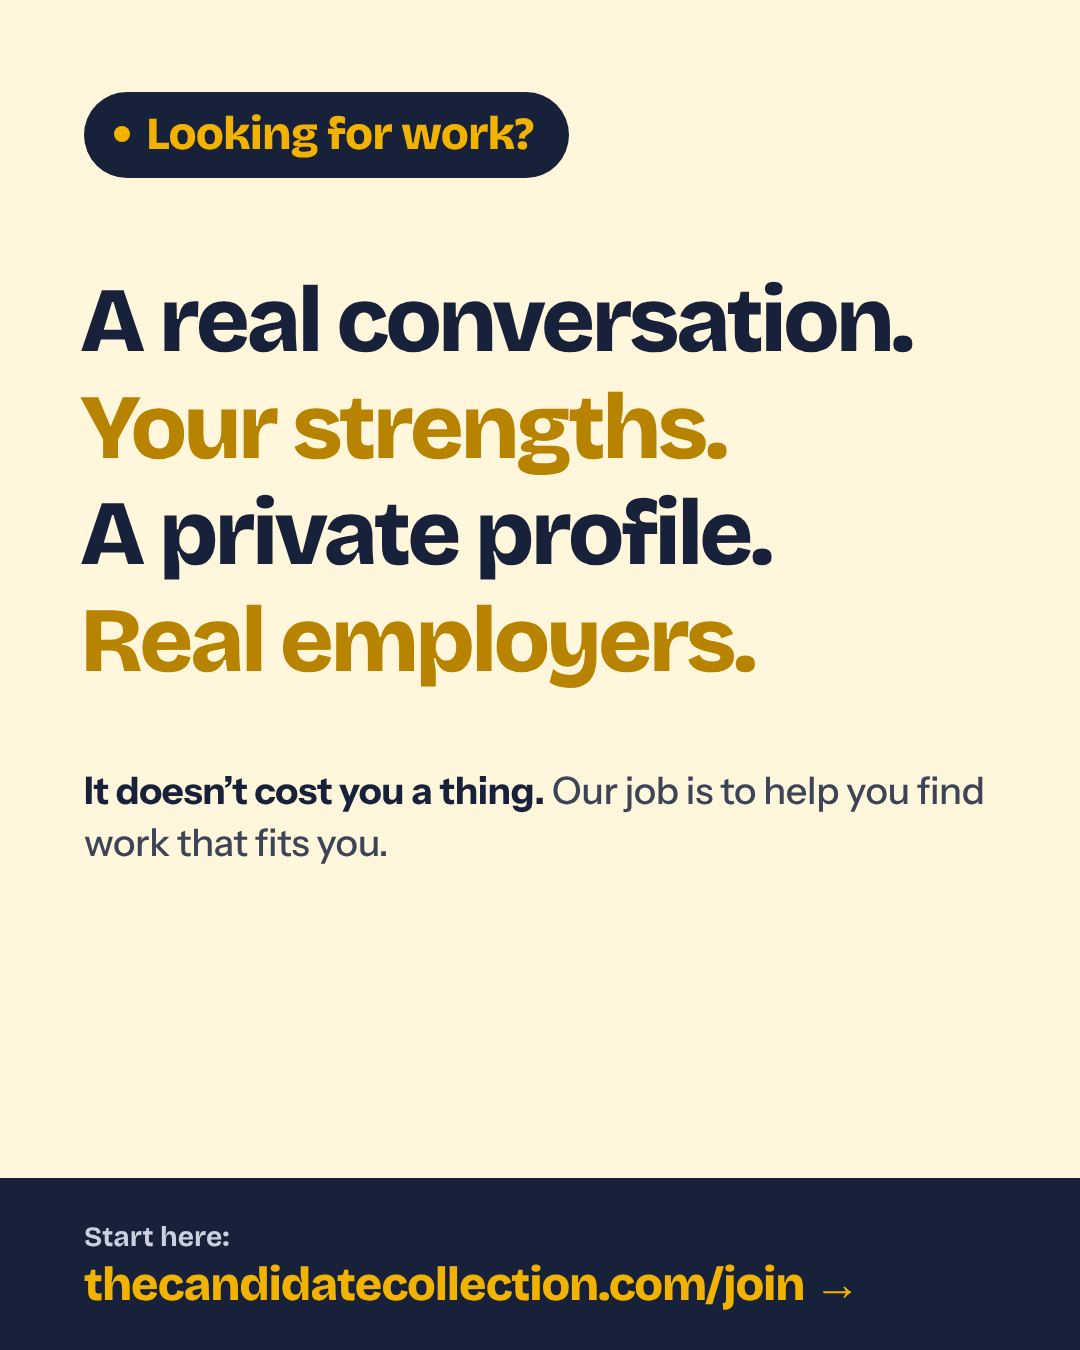 Looking for work?
A real conversation.
Your strengths.
A private profile.
Real employers.
It doesn’t cost you a thing. Our job is to help you find
work that fits you.
Start here:
thecandidatecollection.com/join →